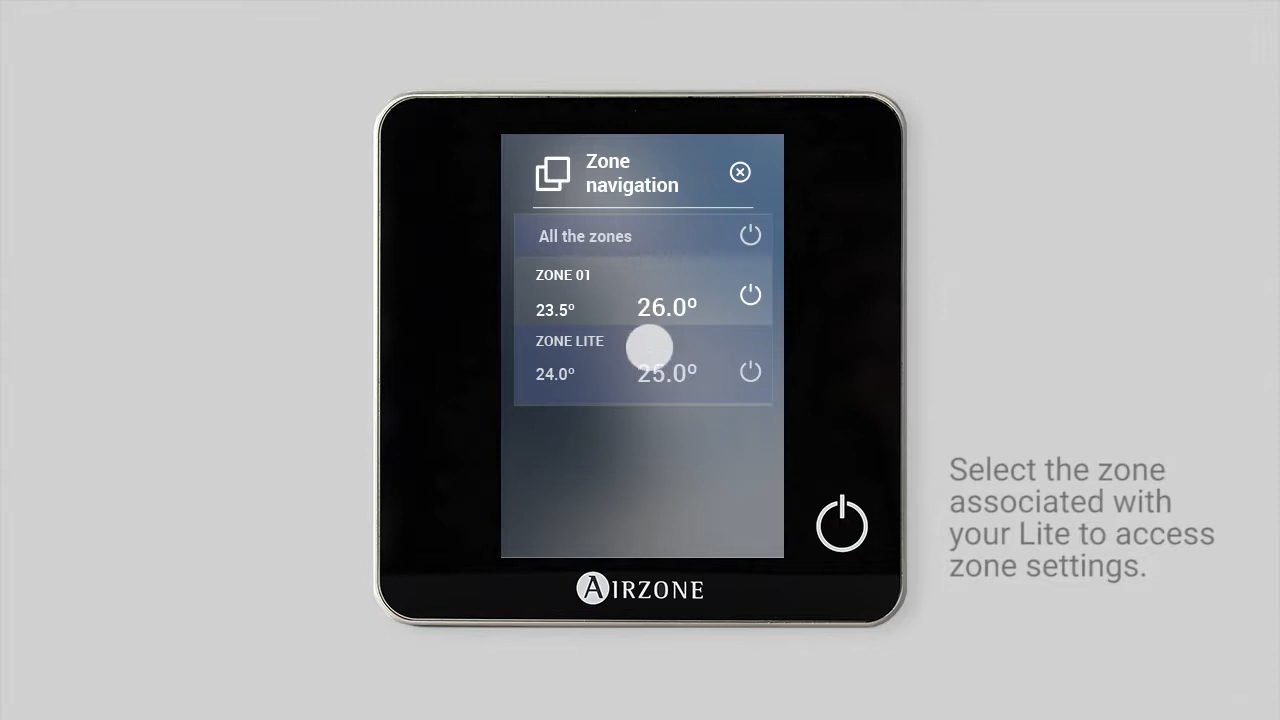 Zone
navigation
All the zones
ZONE 01
23.5º
26.0º
ZONE LITE
24.0º
25.0º
AIRZONE
Select the zone
associated with
your Lite to access
zone settings.